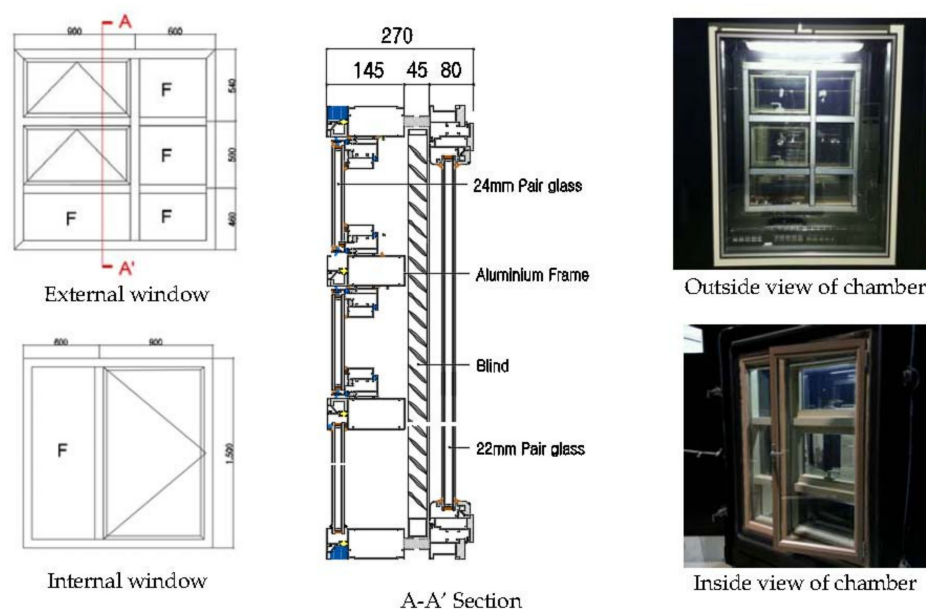 A
900
600
F
540
F
500
F
F
460
A'
External window
600
900
F
1,500
Internal window
270
145
45
80
24mm Pair glass
Aluminium Frame
Blind
22mm Pair glass
A-A' Section
Outside view of chamber
Inside view of chamber